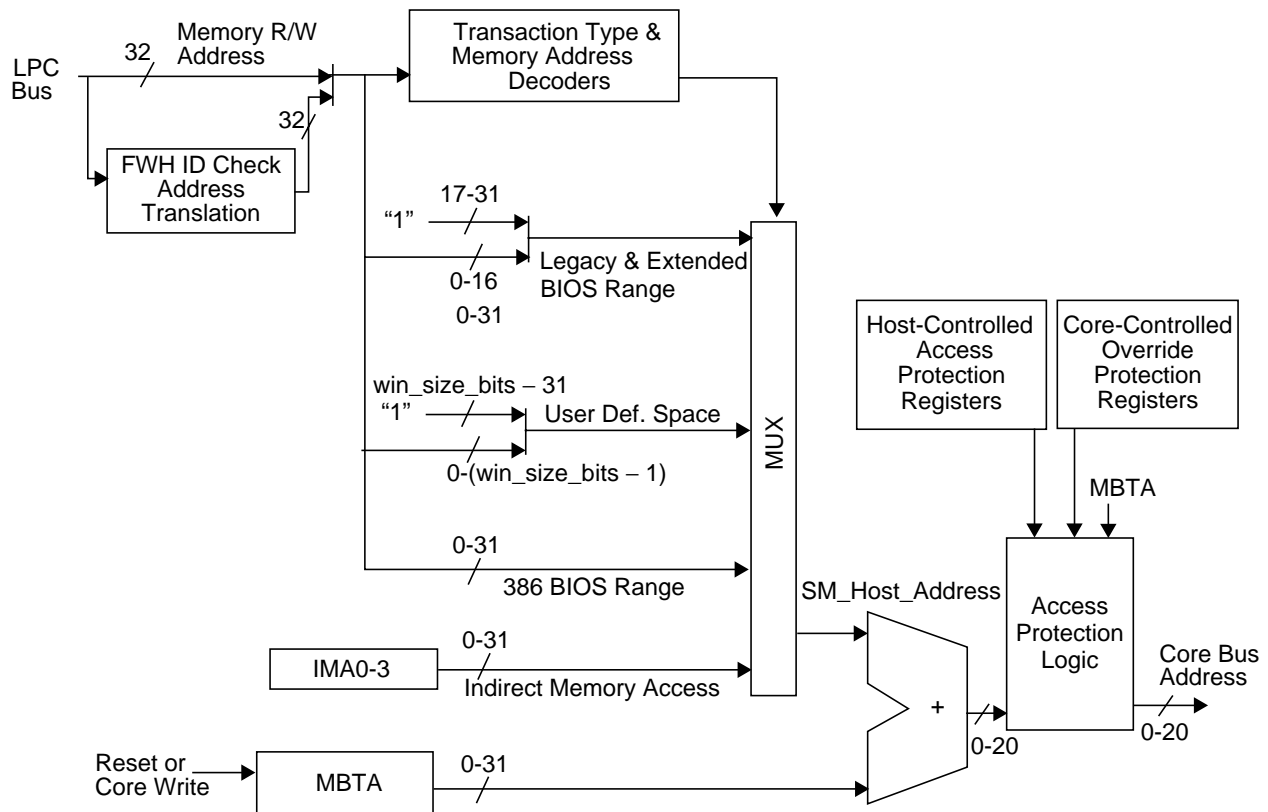 Memory R/W
Address
32
LPC
Bus
32
FWH ID Check
Address
Translation
Transaction Type &
Memory Address
Decoders
17-31
“1”
0-16
0-31
Legacy & Extended
BIOS Range
win_size_bits – 31
“1”
User Def. Space
0-(win_size_bits – 1)
0-31
386 BIOS Range
IMA0-3
0-31
Indirect Memory Access
MUX
Reset or
Core Write
MBTA
0-31
SM_Host_Address
+
0-20
Host-Controlled
Access
Protection
Registers
Core-Controlled
Override
Protection
Registers
MBTA
Access
Protection
Logic
Core Bus
Address
0-20